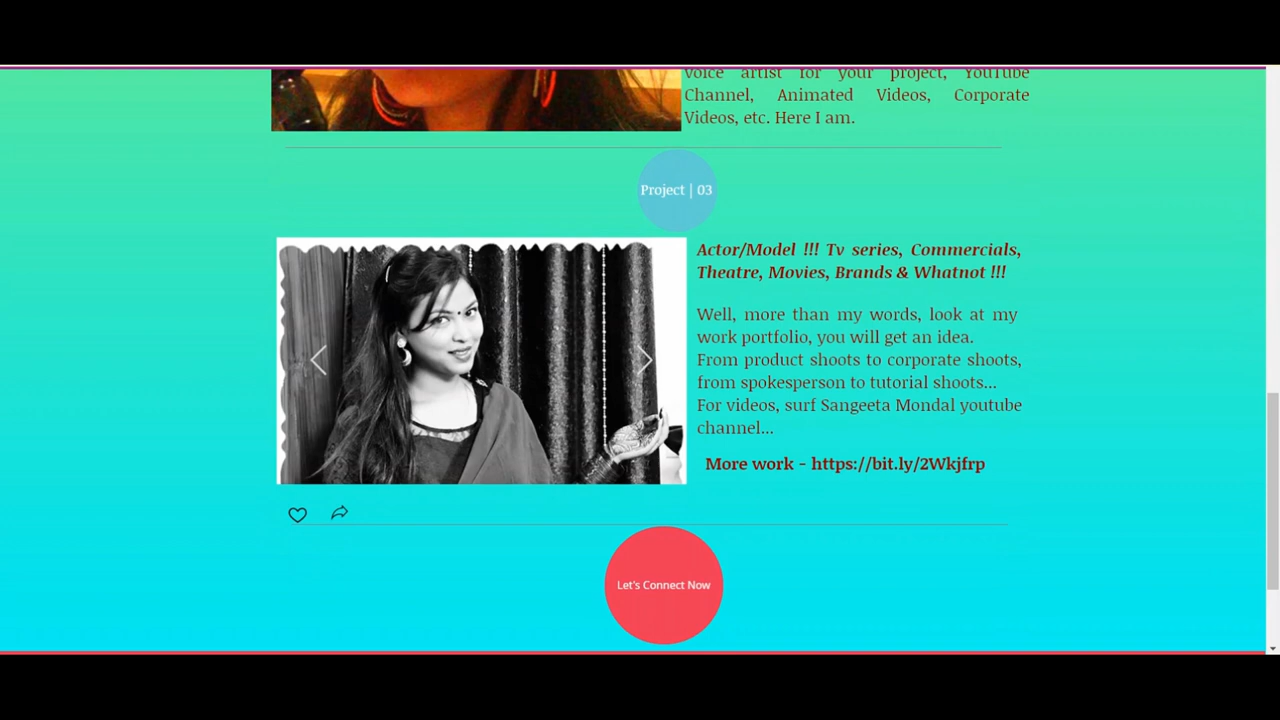 voice artist for your project, YouTube
Channel, Animated Videos, Corporate
Videos, etc. Here I am.
Project | 03
Actor/Model !!! Tv series, Commercials,
Theatre, Movies, Brands & Whatnot !!!
Well, more than my words, look at my
work portfolio, you will get an idea.
From product shoots to corporate shoots,
from spokesperson to tutorial shoots...
For videos, surf Sangeeta Mondal youtube
channel...
More work - https://bit.ly/2Wkjfrp
Let's Connect Now